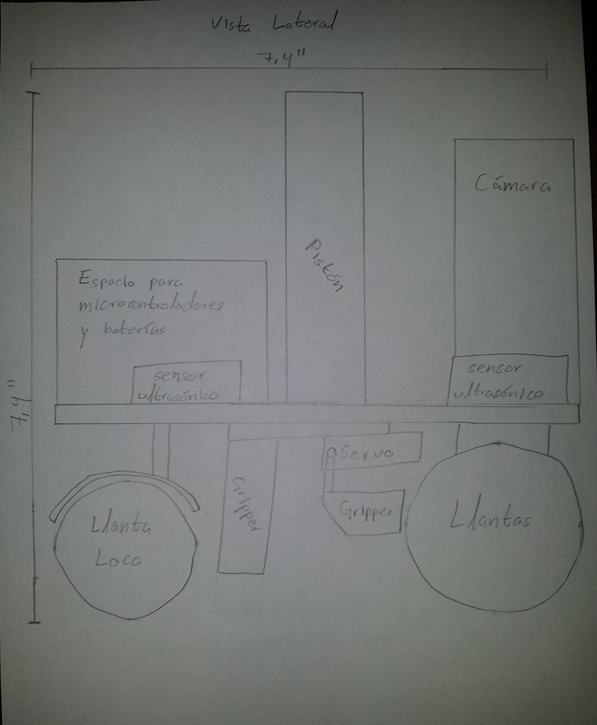 Vista Lateral
7,4"
Cámara
Pistón
Espacio para
microcontroladores
y baterías
sensor
ultrasónico
sensor
ultrasónico
7,4"
Servo
Gripper
Gripper
Llanta
Loca
Llantas